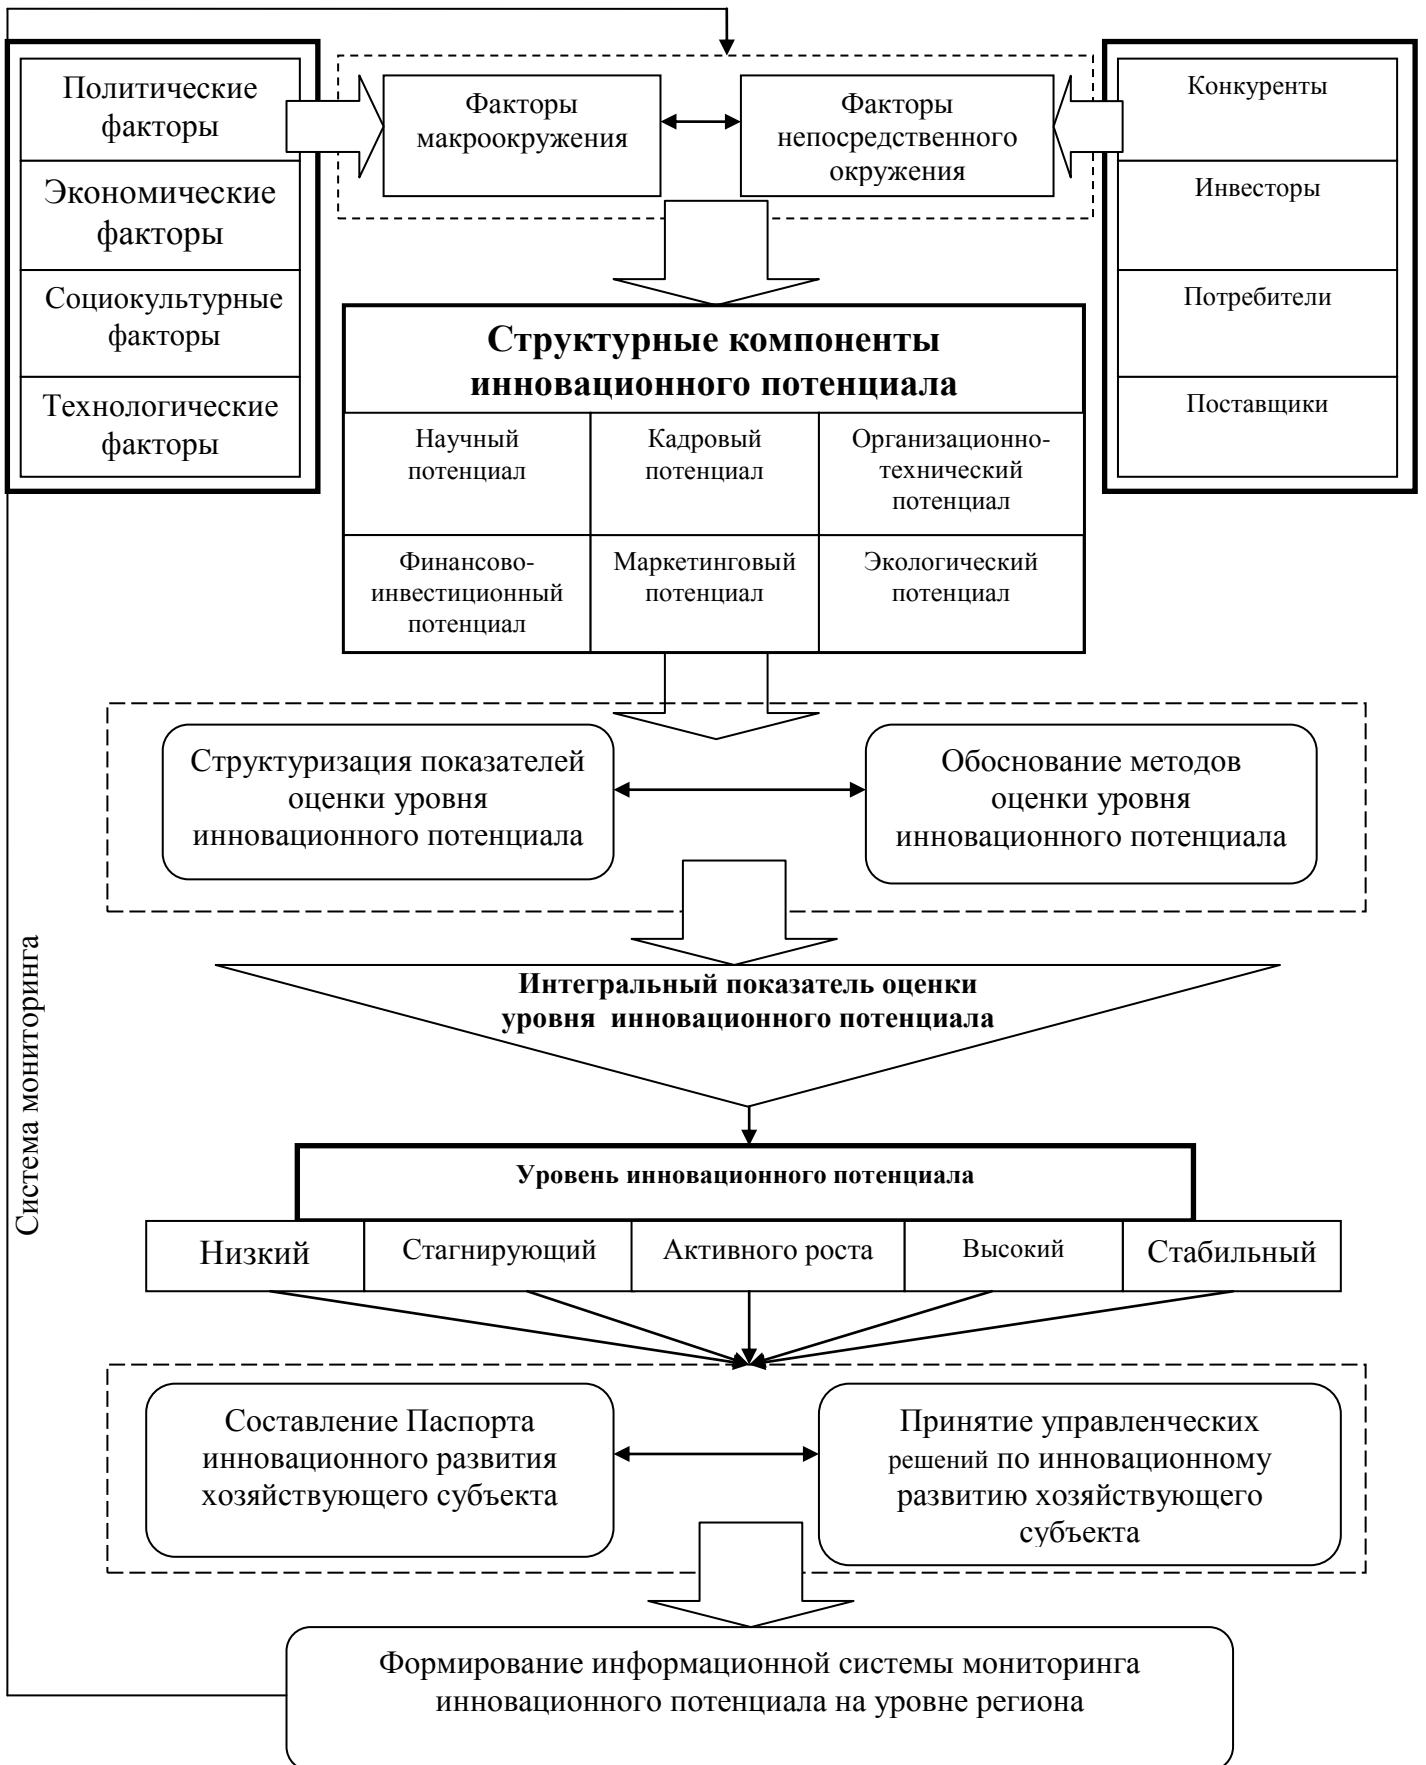 Политические
факторы
Экономические
факторы
Социокультурные
факторы
Технологические
факторы
Факторы
макроокружения
Факторы
непосредственного
окружения
Конкуренты
Инвесторы
Потребители
Поставщики
Структурные компоненты
инновационного потенциала
Научный
потенциал
Кадровый
потенциал
Организационно-
технический
потенциал
Финансово-
инвестиционный
потенциал
Маркетинговый
потенциал
Экологический
потенциал
Структуризация показателей
оценки уровня
инновационного потенциала
Обоснование методов
оценки уровня
инновационного потенциала
Система мониторинга
Интегральный показатель оценки
уровня инновационного потенциала
Уровень инновационного потенциала
Низкий
Стагнирующий
Активного роста
Высокий
Стабильный
Составление Паспорта
инновационного развития
хозяйствующего субъекта
Принятие управленческих
решений по инновационному
развитию хозяйствующего
субъекта
Формирование информационной системы мониторинга
инновационного потенциала на уровне региона